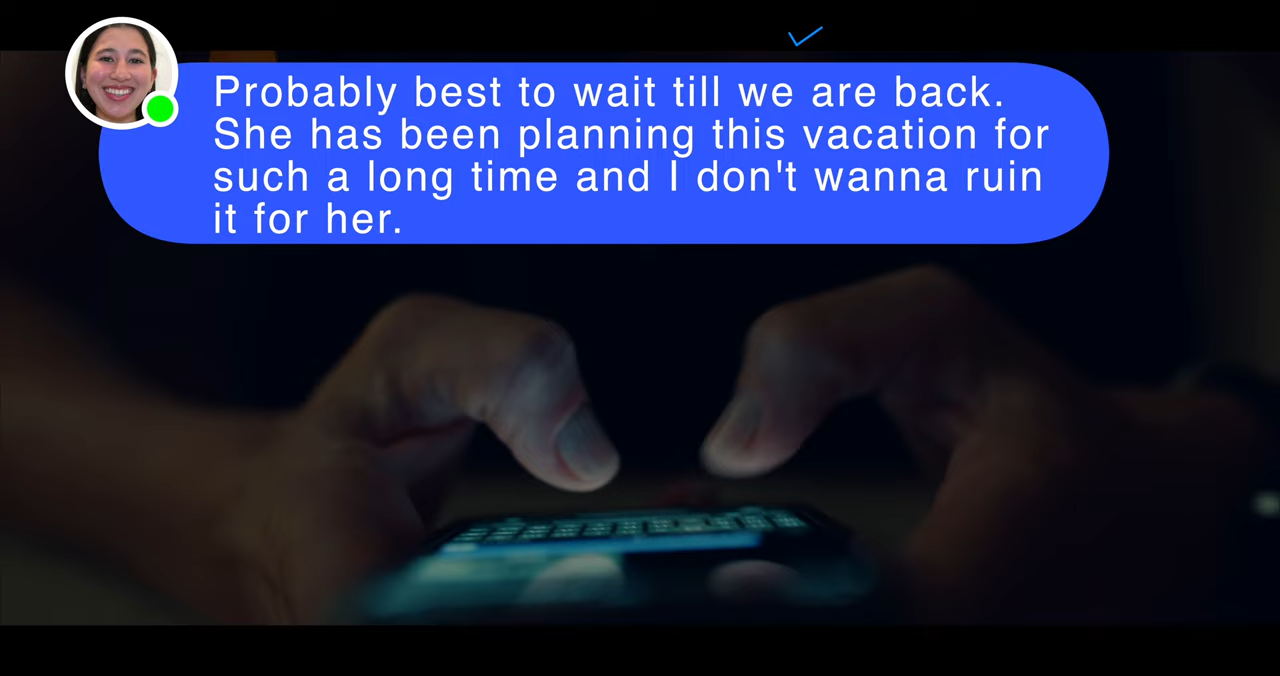 Probably best to wait till we are back.
She has been planning this vacation for
such a long time and I don't wanna ruin
it for her.